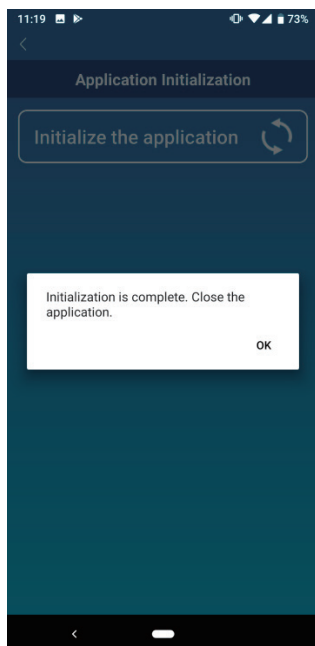 11:19 73%
Application Initialization
Initialize the application
Initialization is complete. Close the
application.
OK